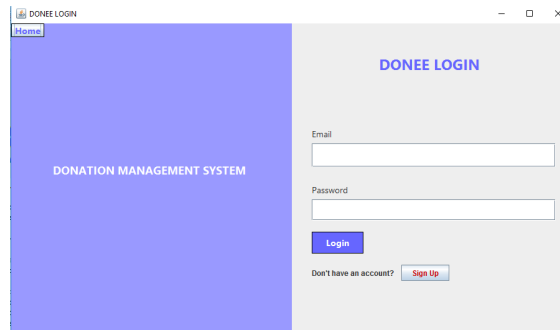 DONEE LOGIN
Home
DONATION MANAGEMENT SYSTEM
DONEE LOGIN
Email
Password
Login
Don't have an account? Sign Up